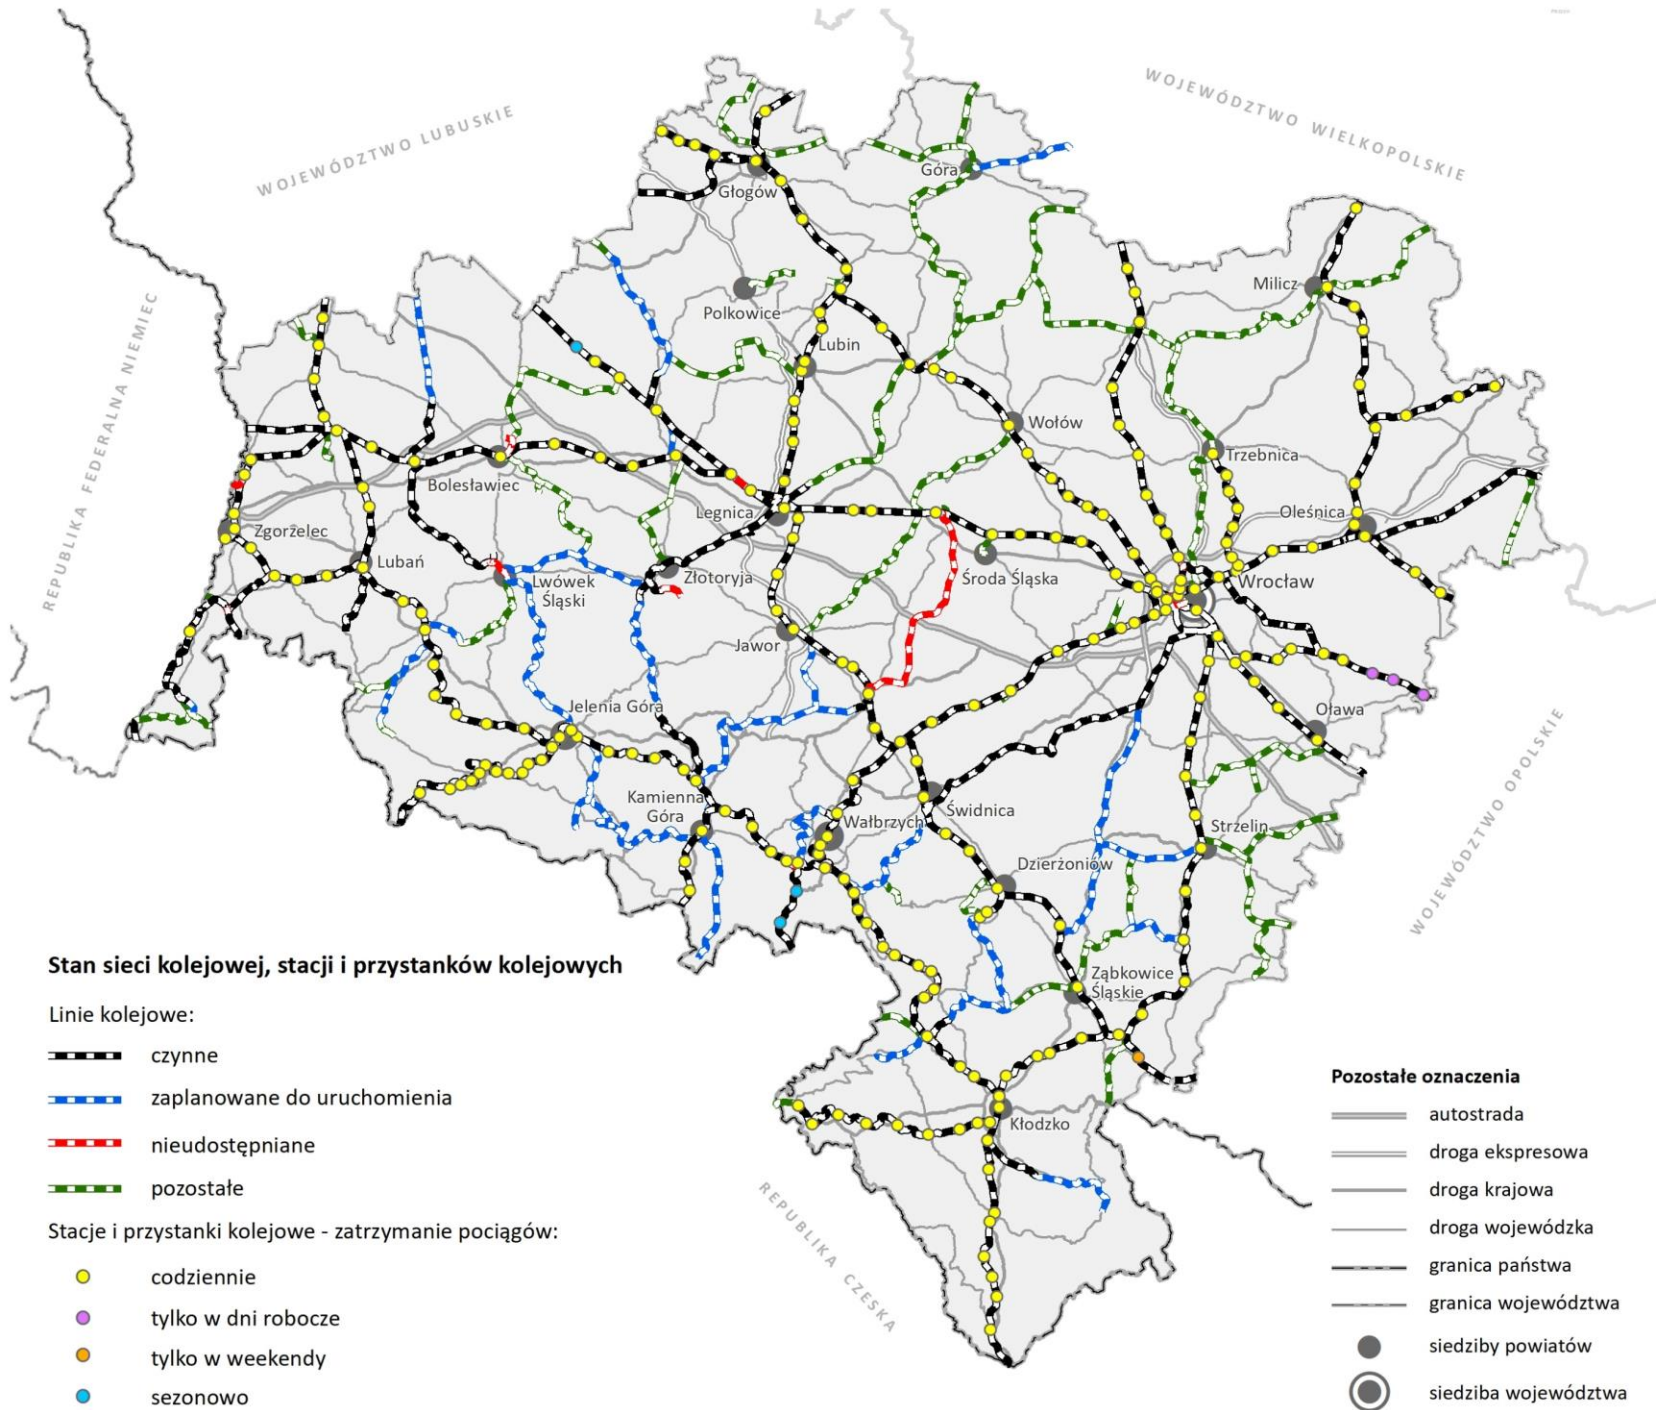 WOJEWÓDZTWO LUBUSKIE
WOJEWÓDZTWO WIELKOPOLSKIE
REPUBLIKA FEDERALNA NIEMIEC
WOJEWÓDZTWO OPOLSKIE
REPUBLIKA CZESKA
Głogów
Góra
Milicz
Polkowice
Lubin
Wołów
Trzebnica
Bolesławiec
Legnica
Oleśnica
Zgorzelec
Lubań
Lwówek
Śląski
Złotoryja
Środa Śląska
Wrocław
Jawor
Jelenia Góra
Oława
Kamienna
Góra
Wałbrzych
Świdnica
Strzelin
Dzierżoniów
Ząbkowice
Śląskie
Kłodzko
Stan sieci kolejowej, stacji i przystanków kolejowych
Linie kolejowe:
czynne
zaplanowane do uruchomienia
nieudostępniane
pozostałe
Stacje i przystanki kolejowe - zatrzymanie pociągów:
codziennie
tylko w dni robocze
tylko w weekendy
sezonowo
Pozostałe oznaczenia
autostrada
droga ekspresowa
droga krajowa
droga wojewódzka
granica państwa
granica województwa
siedziby powiatów
siedziba województwa